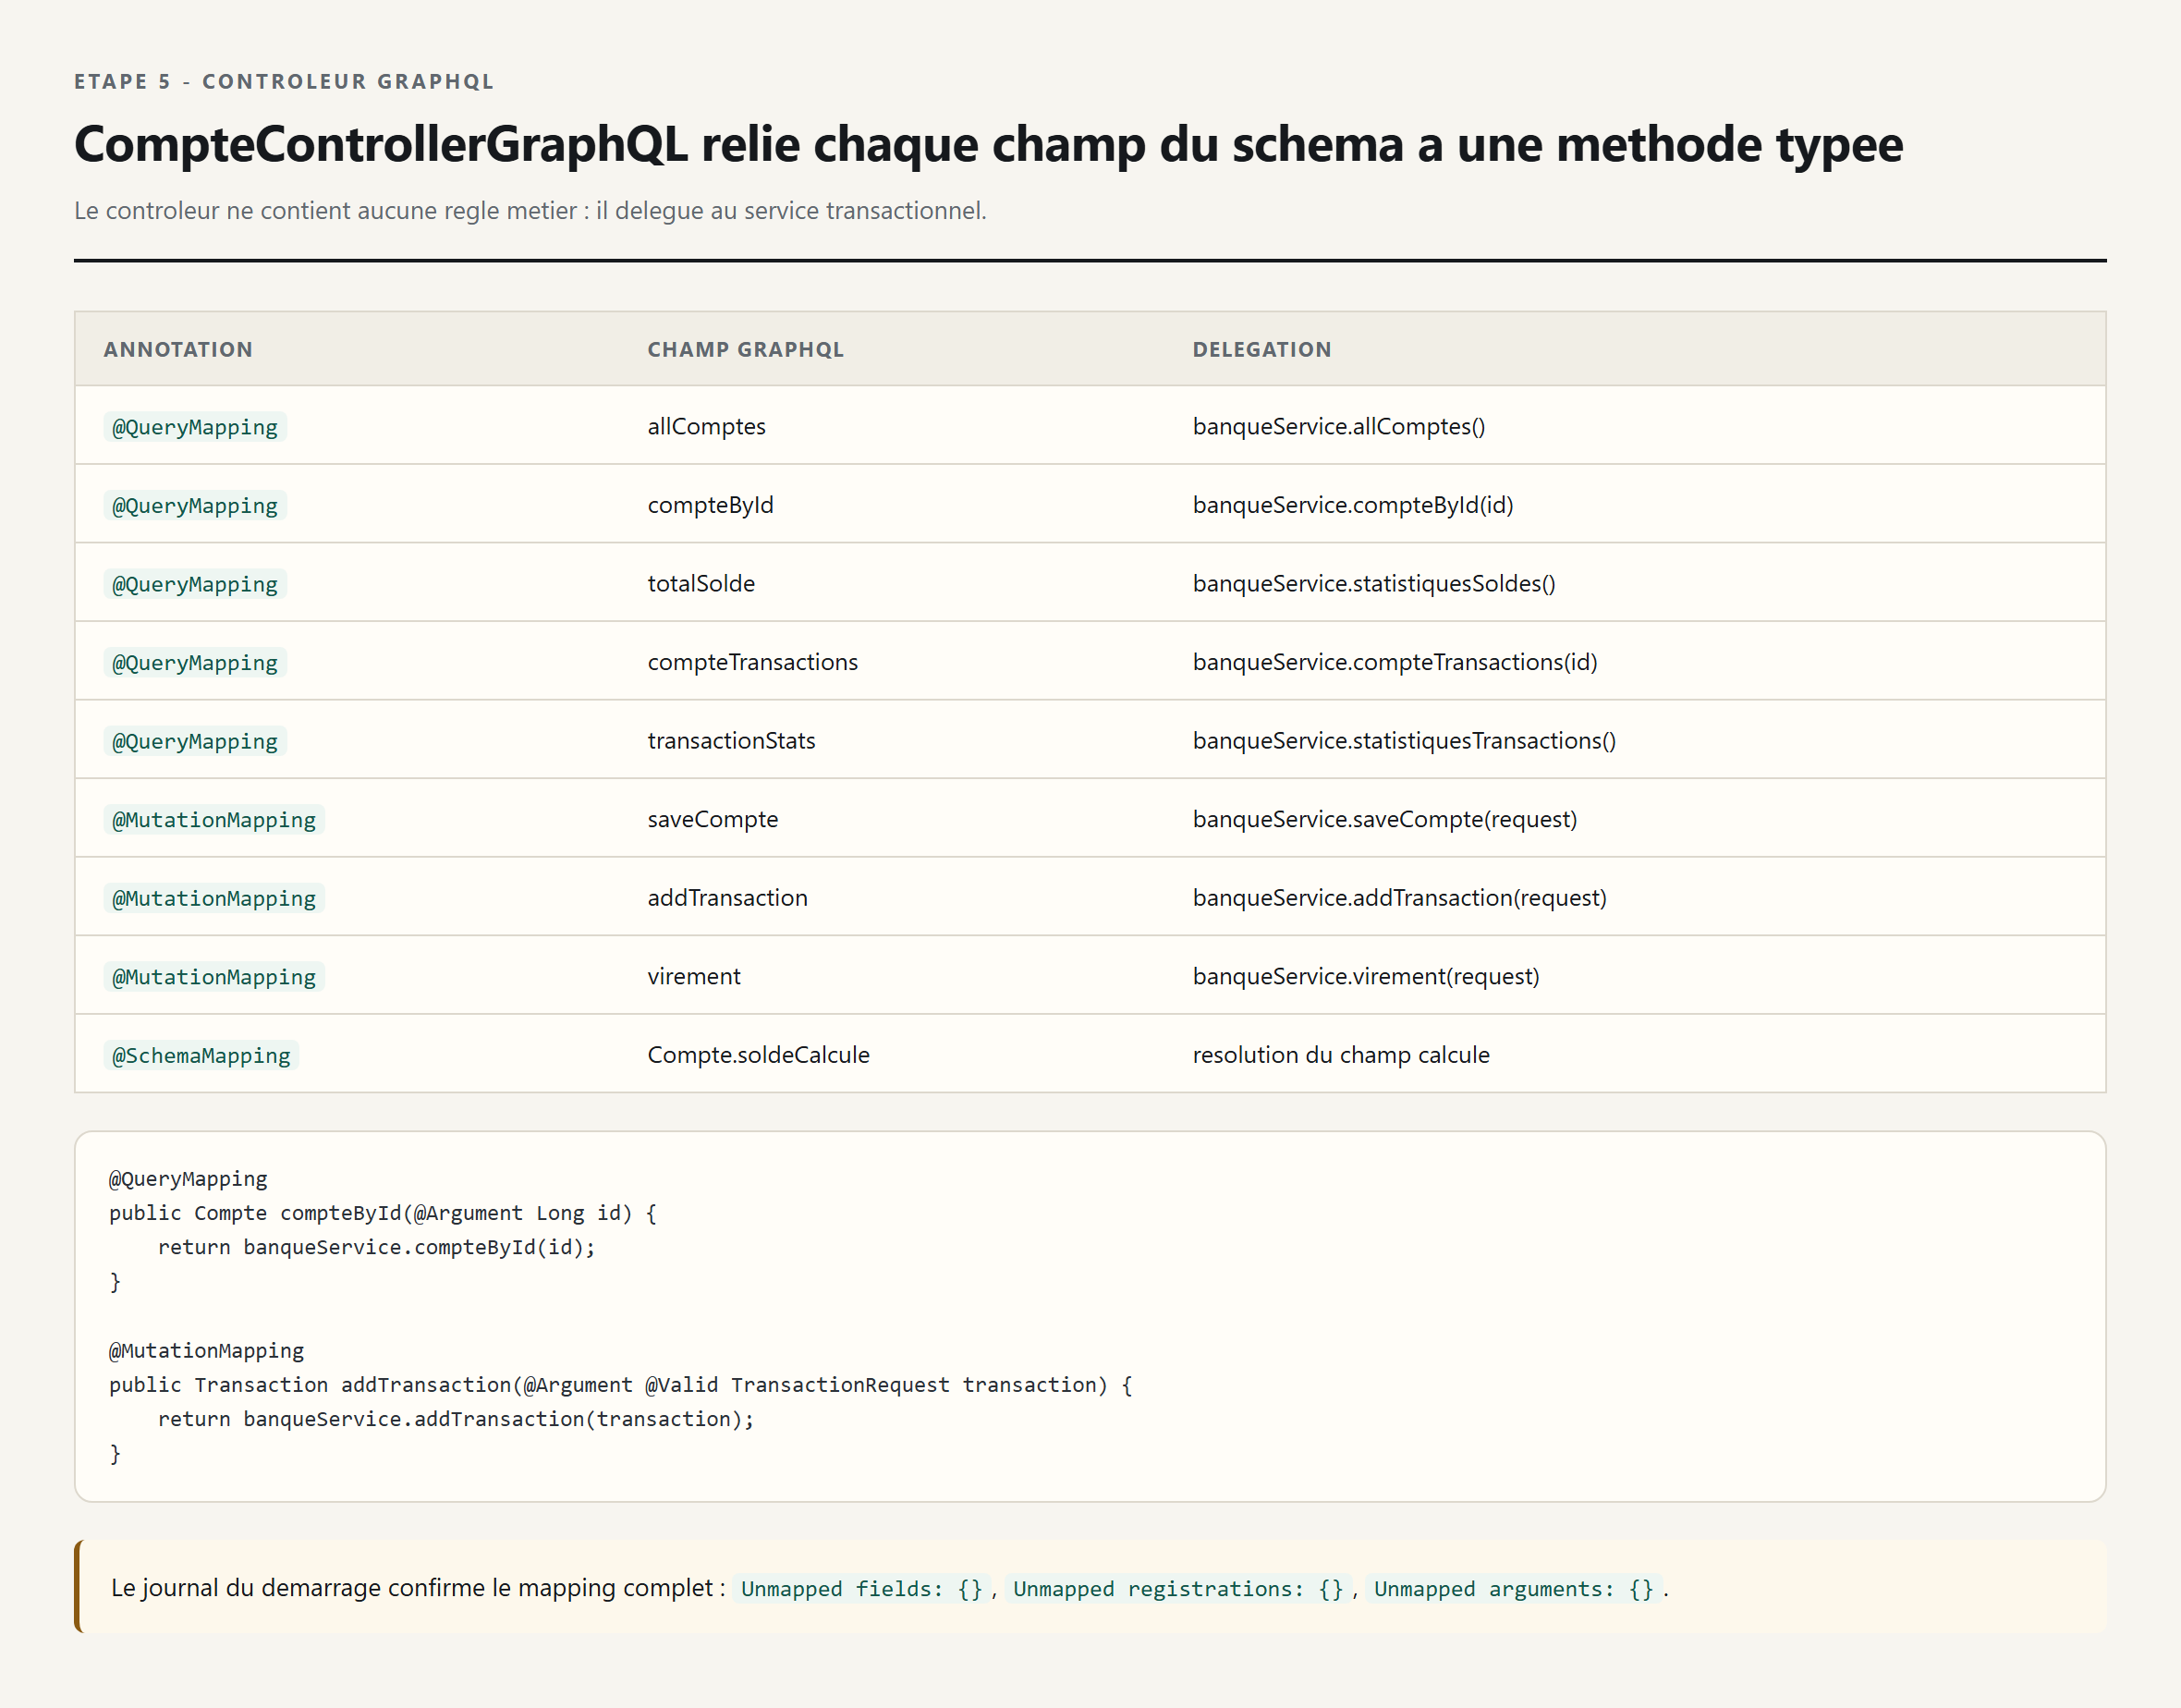 ETAPE 5 - CONTROLEUR GRAPHQL
CompteControllerGraphQL relie chaque champ du schema a une methode typee
Le controleur ne contient aucune regle metier : il delegue au service transactionnel.
ANNOTATION CHAMP GRAPHQL DELEGATION
@QueryMapping allComptes banqueService.allComptes()
@QueryMapping compteById banqueService.compteById(id)
@QueryMapping totalSolde banqueService.statistiquesSoldes()
@QueryMapping compteTransactions banqueService.compteTransactions(id)
@QueryMapping transactionStats banqueService.statistiquesTransactions()
@MutationMapping saveCompte banqueService.saveCompte(request)
@MutationMapping addTransaction banqueService.addTransaction(request)
@MutationMapping virement banqueService.virement(request)
@SchemaMapping Compte.soldeCalcule resolution du champ calcule
@QueryMapping
public Compte compteById(@Argument Long id) {
    return banqueService.compteById(id);
}
@MutationMapping
public Transaction addTransaction(@Argument @Valid TransactionRequest transaction) {
    return banqueService.addTransaction(transaction);
}
Le journal du demarrage confirme le mapping complet : Unmapped fields: {}, Unmapped registrations: {}, Unmapped arguments: {}.